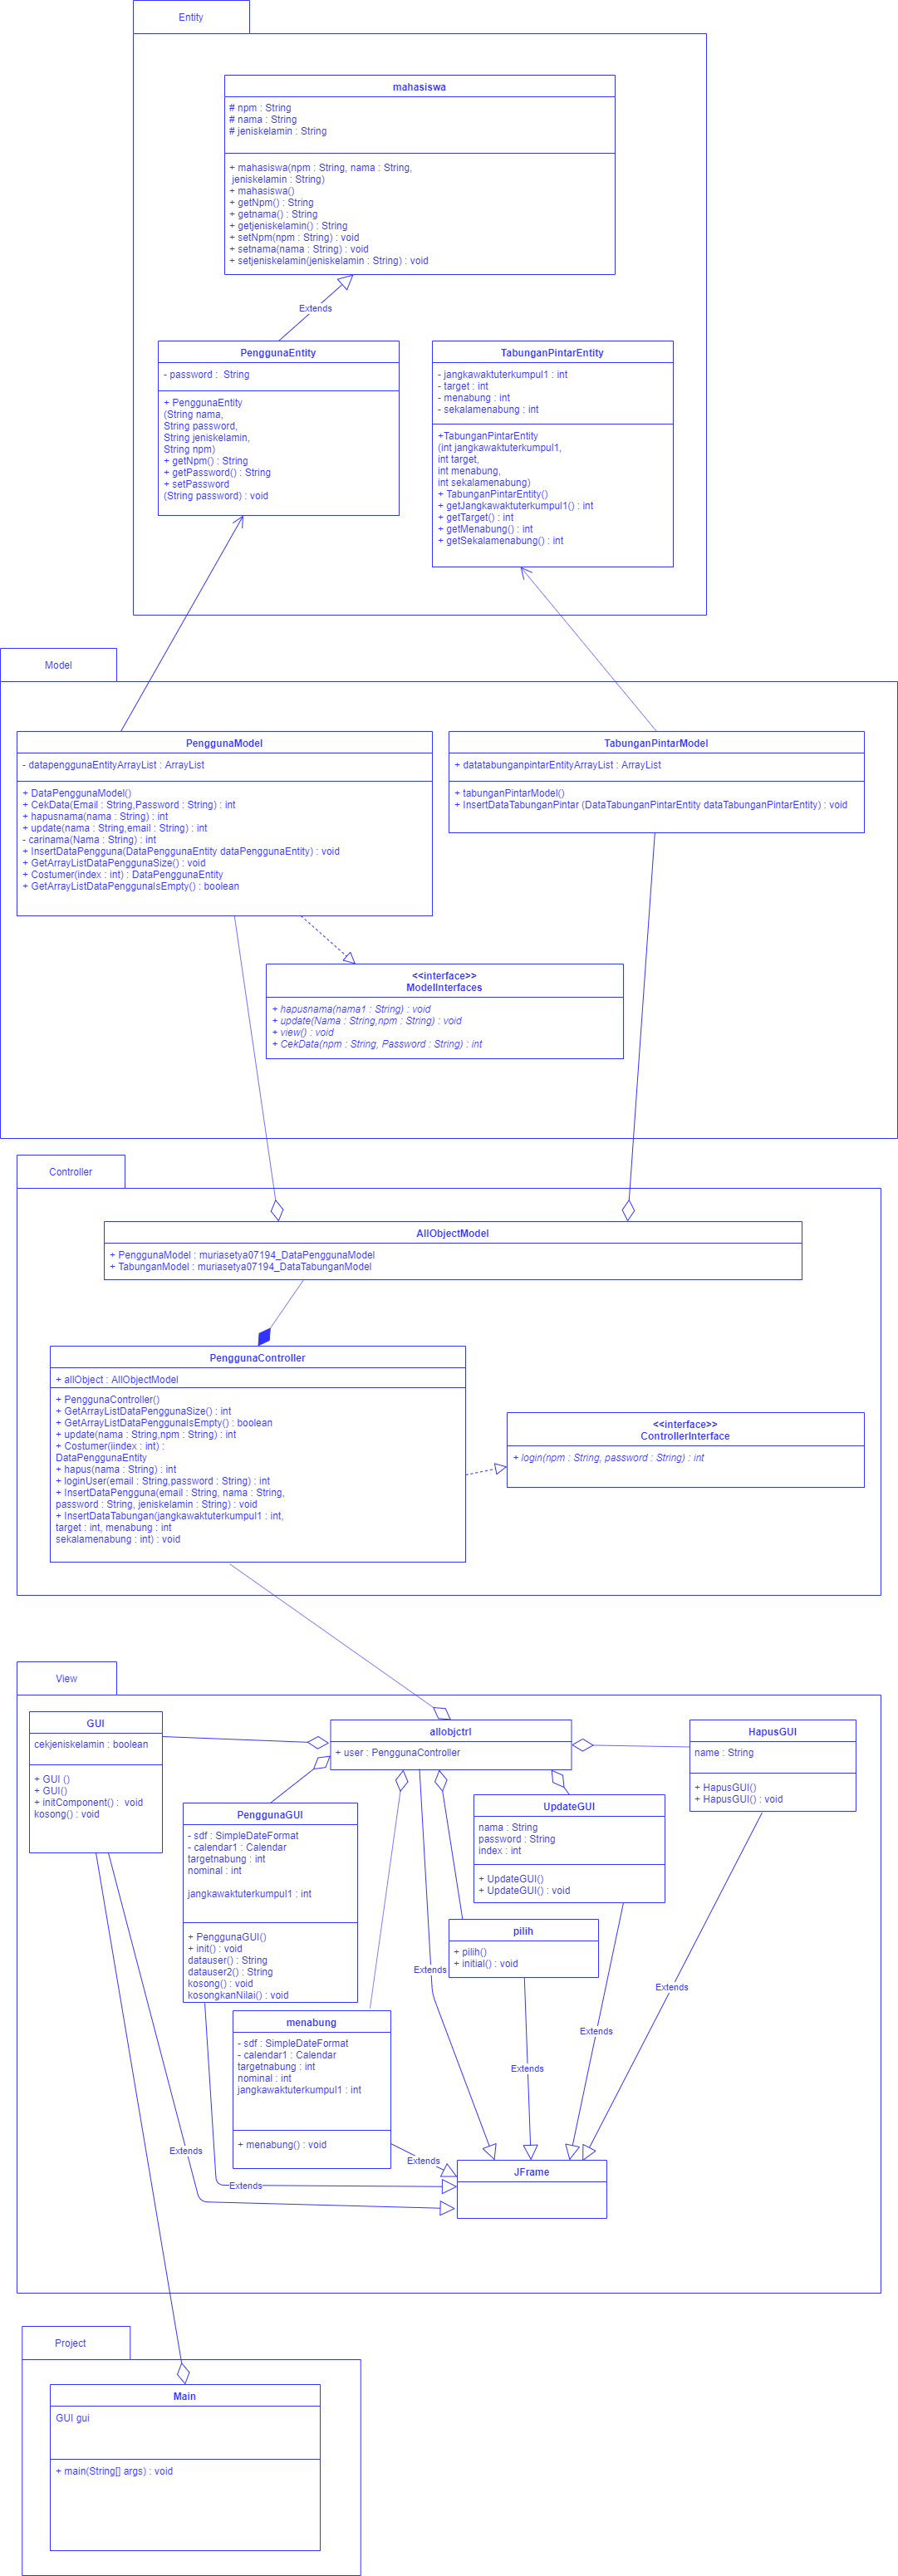 Entity
mahasiswa
# npm : String
# nama : String
# jeniskelamin : String
+ mahasiswa(npm : String, nama : String,
jeniskelamin : String)
+ mahasiswa()
+ getNpm() : String
+ getnama() : String
+ getjeniskelamin() : String
+ setNpm(npm : String) : void
+ setnama(nama : String) : void
+ setjeniskelamin(jeniskelamin : String) : void
Extends
PenggunaEntity
- password :  String
+ PenggunaEntity
(String nama,
String password,
String jeniskelamin,
String npm)
+ getNpm() : String
+ getPassword() : String
+ setPassword
(String password) : void
TabunganPintarEntity
- jangkawaktuterkumpul1 : int
- target : int
- menabung : int
- sekalamenabung : int
+TabunganPintarEntity
(int jangkawaktuterkumpul1,
int target,
int menabung,
int sekalamenabung)
+ TabunganPintarEntity()
+ getJangkawaktuterkumpul1() : int
+ getTarget() : int
+ getMenabung() : int
+ getSekalamenabung() : int
Model
PenggunaModel
- datapenggunaEntityArrayList : ArrayList
+ DataPenggunaModel()
+ CekData(Email : String,Password : String) : int
+ hapusnama(nama : String) : int
+ update(nama : String,email : String) : int
- carinama(Nama : String) : int
+ InsertDataPengguna(DataPenggunaEntity dataPenggunaEntity) : void
+ GetArrayListDataPenggunaSize() : void
+ Costumer(index : int) : DataPenggunaEntity
+ GetArrayListDataPenggunaIsEmpty() : boolean
TabunganPintarModel
+ datatabunganpintarEntityArrayList : ArrayList
+ tabunganPintarModel()
+ InsertDataTabunganPintar (DataTabunganPintarEntity dataTabunganPintarEntity) : void
<<interface>>
ModelInterfaces
+ hapusnama(nama1 : String) : void
+ update(Nama : String,npm : String) : void
+ view() : void
+ CekData(npm : String, Password : String) : int
Controller
AllObjectModel
+ PenggunaModel : muriasetya07194_DataPenggunaModel
+ TabunganModel : muriasetya07194_DataTabunganModel
PenggunaController
+ allObject : AllObjectModel
+ PenggunaController()
+ GetArrayListDataPenggunaSize() : int
+ GetArrayListDataPenggunaIsEmpty() : boolean
+ update(nama : String,npm : String) : int
+ Costumer(iindex : int) :
DataPenggunaEntity
+ hapus(nama : String) : int
+ loginUser(email : String,password : String) : int
+ InsertDataPengguna(email : String, nama : String,
password : String, jeniskelamin : String) : void
+ InsertDataTabungan(jangkawaktuterkumpul1 : int,
target : int, menabung : int
sekalamenabung : int) : void
<<interface>>
ControllerInterface
+ login(npm : String, password : String) : int
View
GUI
cekjeniskelamin : boolean
+ GUI ()
+ GUI()
+ initComponent() :  void
kosong() : void
allobjctrl
+ user : PenggunaController
HapusGUI
name : String
+ HapusGUI()
+ HapusGUI() : void
PenggunaGUI
- sdf : SimpleDateFormat
- calendar1 : Calendar
targetnabung : int
nominal : int
jangkawaktuterkumpul1 : int
+ PenggunaGUI()
+ init() : void
datauser() : String
datauser2() : String
kosong() : void
kosongkanNilai() : void
UpdateGUI
nama : String
password : String
index : int
+ UpdateGUI()
+ UpdateGUI() : void
pilih
+ pilih()
+ initial() : void
Extends
Extends
menabung
- sdf : SimpleDateFormat
- calendar1 : Calendar
targetnabung : int
nominal : int
jangkawaktuterkumpul1 : int
+ menabung() : void
Extends
Extends
Extends
Extends
Extends
JFrame
Project
Main
GUI gui
+ main(String[] args) : void